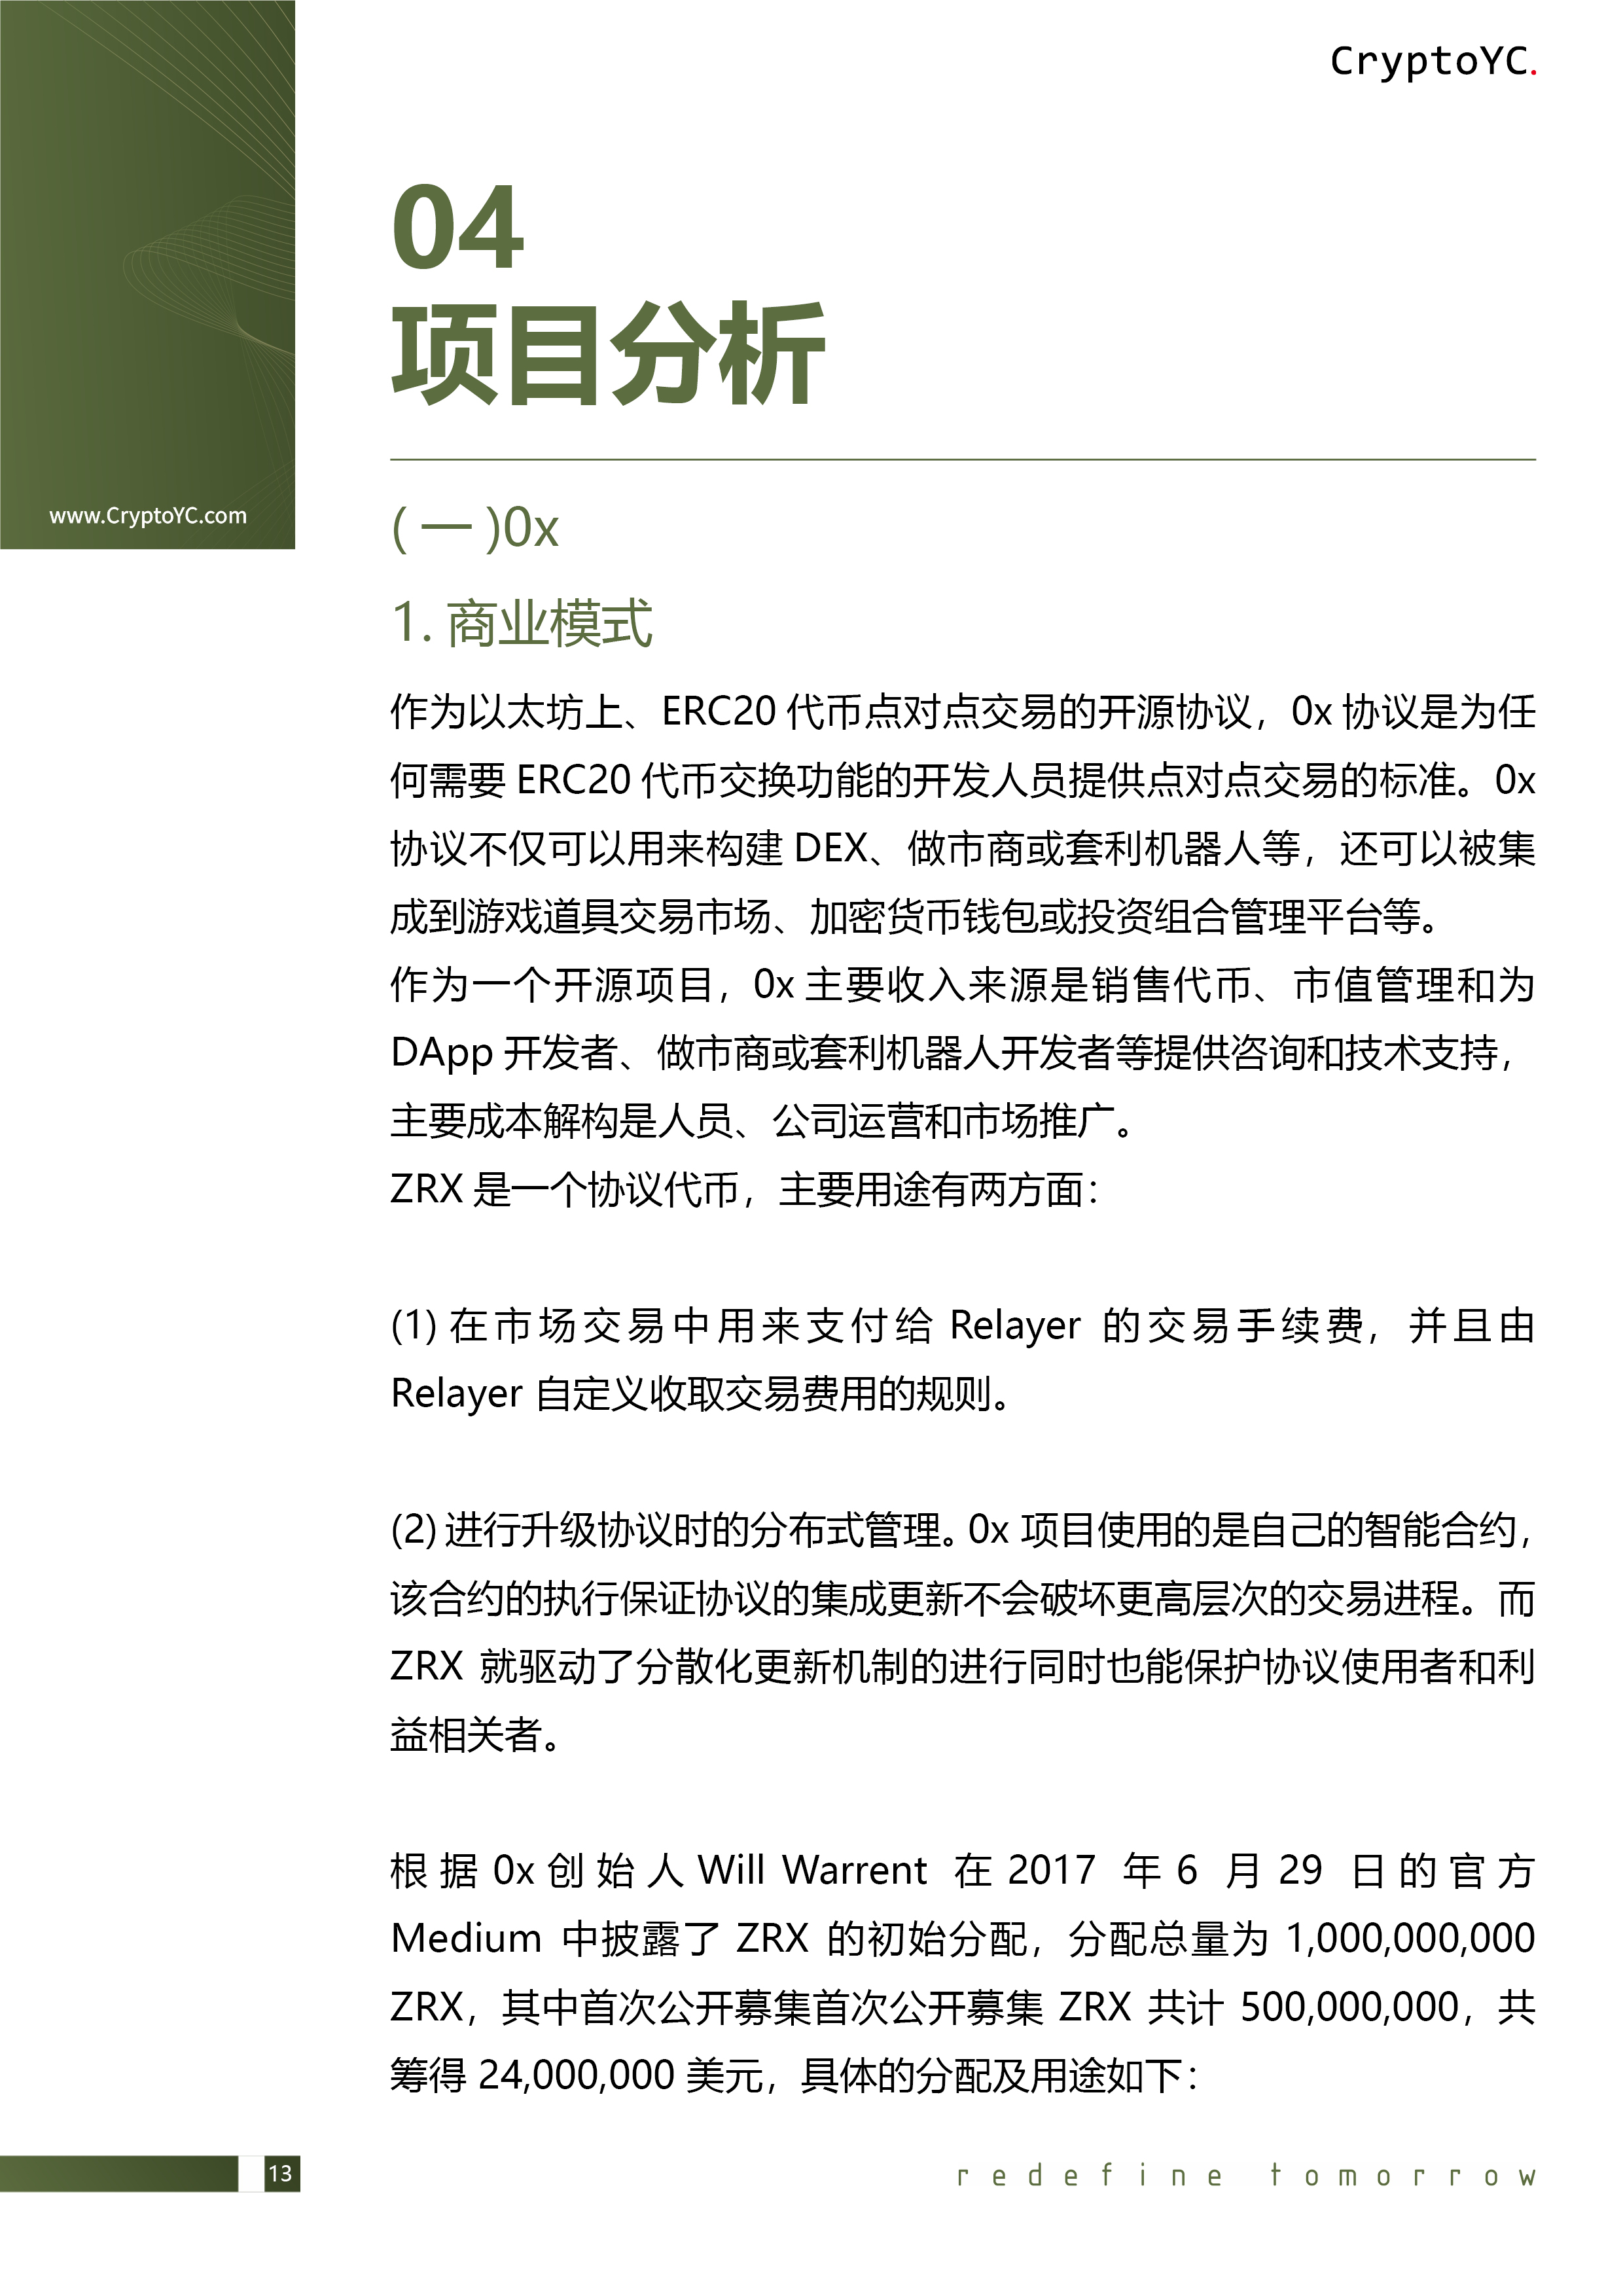 CryptoYC.
04
项目分析
www.CryptoYC.com
(一)0x
1. 商业模式
作为以太坊上、ERC20 代币点对点交易的开源协议，0x 协议是为任
何需要 ERC20 代币交换功能的开发人员提供点对点交易的标准。0x
协议不仅可以用来构建 DEX、做市商或套利机器人等，还可以被集
成到游戏道具交易市场、加密货币钱包或投资组合管理平台等。
作为一个开源项目，0x 主要收入来源是销售代币、市值管理和为
DApp 开发者、做市商或套利机器人开发者等提供咨询和技术支持，
主要成本解构是人员、公司运营和市场推广。
ZRX 是一个协议代币，主要用途有两方面：
(1) 在市场交易中用来支付给 Relayer 的交易手续费，并且由
Relayer 自定义收取交易费用的规则。
(2) 进行升级协议时的分布式管理。0x 项目使用的是自己的智能合约，
该合约的执行保证协议的集成更新不会破坏更高层次的交易进程。而
ZRX 就驱动了分散化更新机制的进行同时也能保护协议使用者和利
益相关者。
根据 0x 创始人 Will Warrent 在 2017 年 6 月 29 日的官方
Medium 中披露了 ZRX 的初始分配，分配总量为 1,000,000,000
ZRX，其中首次公开募集首次公开募集 ZRX 共计 500,000,000，共
筹得 24,000,000 美元，具体的分配及用途如下：
13
redefine tomorrow